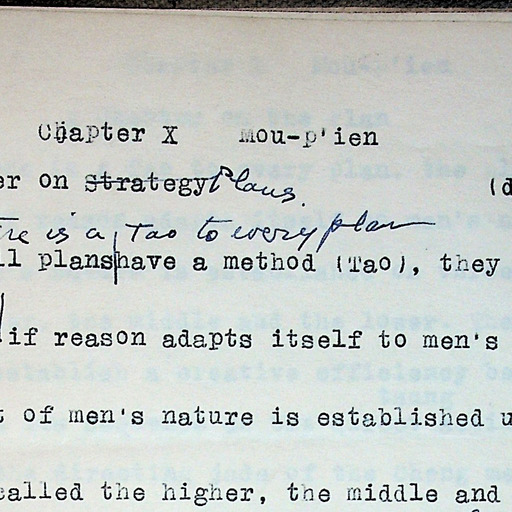 Chapter X Mou-p'ien
er on strategy Plans. (d
re is a Tao to every plan
ll plans have a method (Tao), they
if reason adapts itself to men's
t of men's nature is established u
called the higher, the middle and